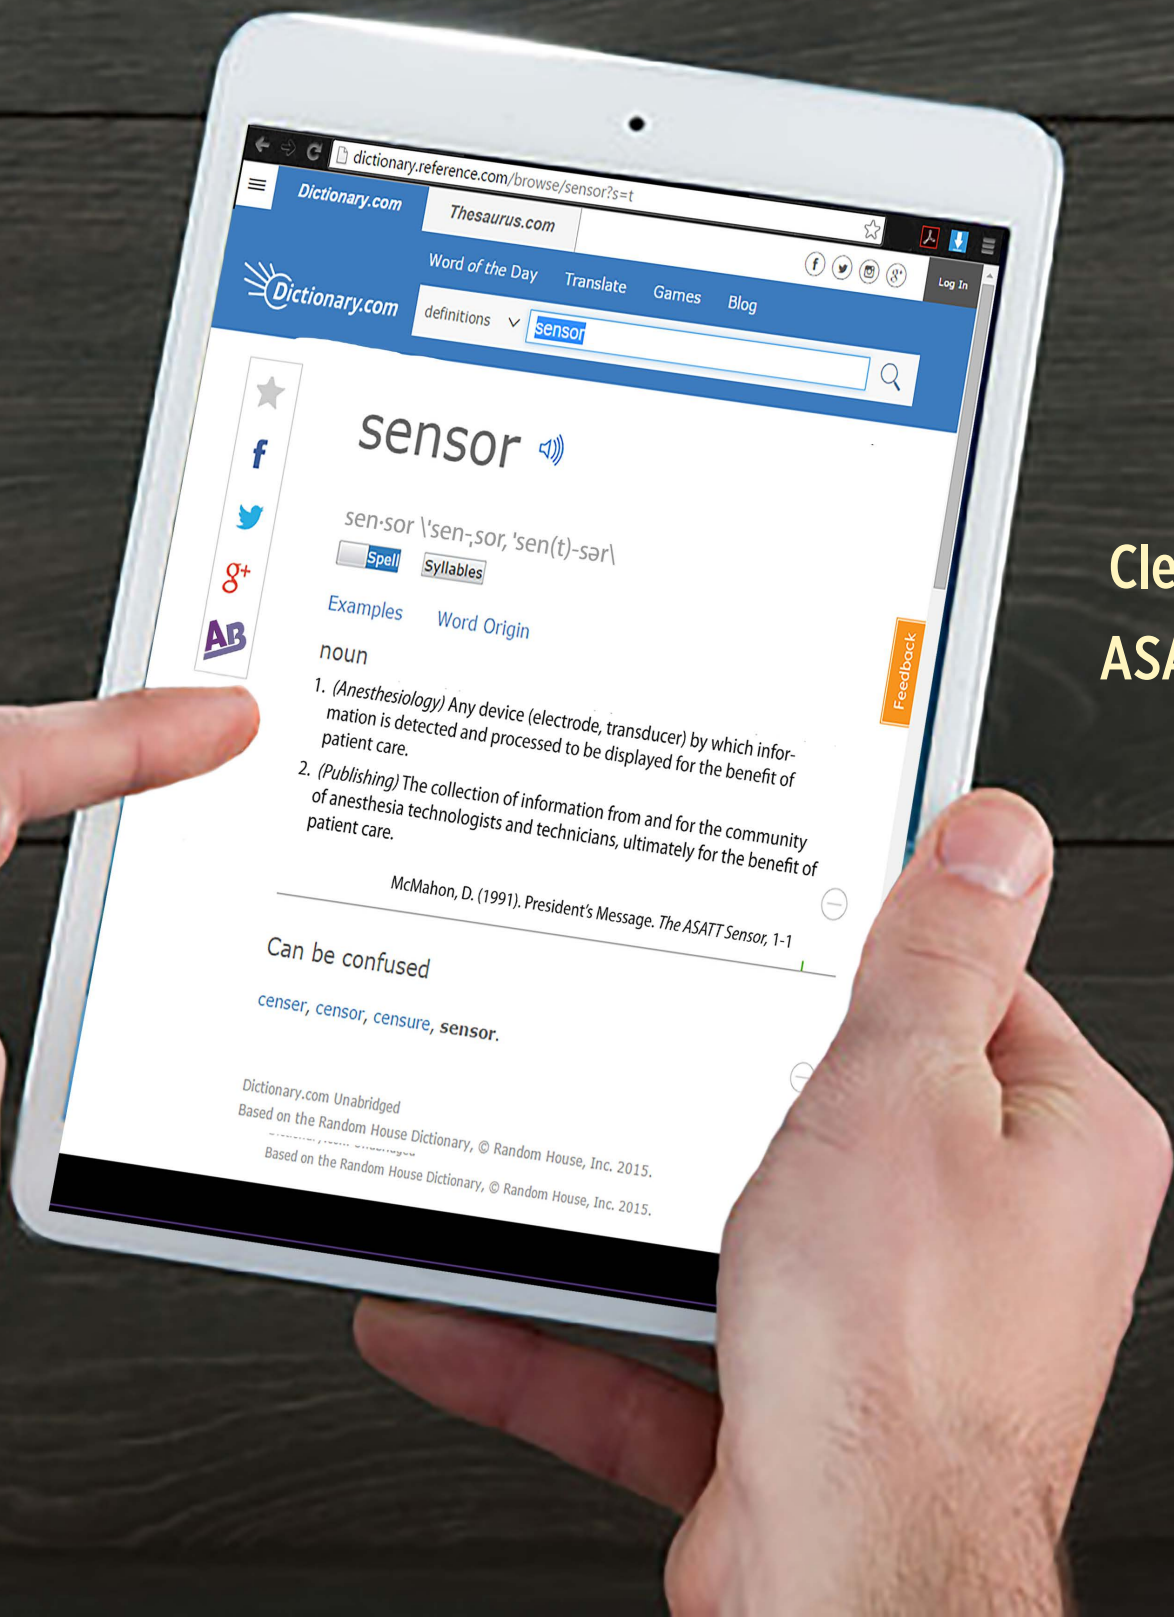 dictionary.reference.com/browse/sensor?s=t
Dictionary.com
Thesaurus.com
Log In
Word of the Day Translate Games Blog
Dictionary.com
definitions
sensor
sensor
sen·sor \'sen-ˌsor, 'sen(t)-sər\
Spell Syllables
Examples Word Origin
Feedback
noun
1. (Anesthesiology) Any device (electrode, transducer) by which infor-
mation is detected and processed to be displayed for the benefit of
patient care.
2. (Publishing) The collection of information from and for the community
of anesthesia technologists and technicians, ultimately for the benefit of
patient care.
McMahon, D. (1991). President's Message. The ASATT Sensor, 1-1
Can be confused
censer, censor, censure, sensor.
Dictionary.com Unabridged
Based on the Random House Dictionary, © Random House, Inc. 2015.
Based on the Random House Dictionary, © Random House, Inc. 2015.
f
g+
AB
Cle
ASA